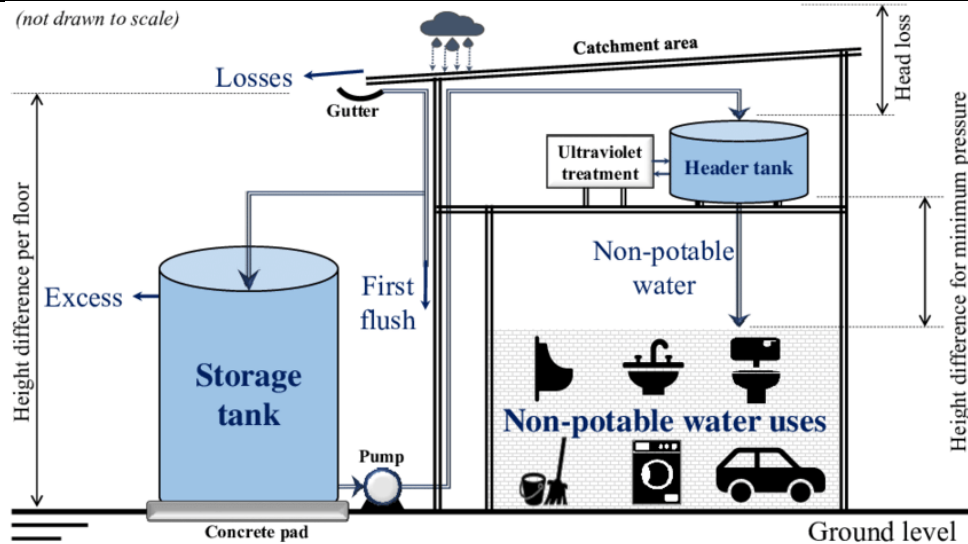 (not drawn to scale)
Catchment area
Head loss
Losses
Gutter
Ultraviolet
treatment
Header tank
Height difference per floor
Height difference for minimum pressure
Non-potable
water
Excess
First
flush
Storage
tank
Non-potable water uses
Pump
Concrete pad
Ground level